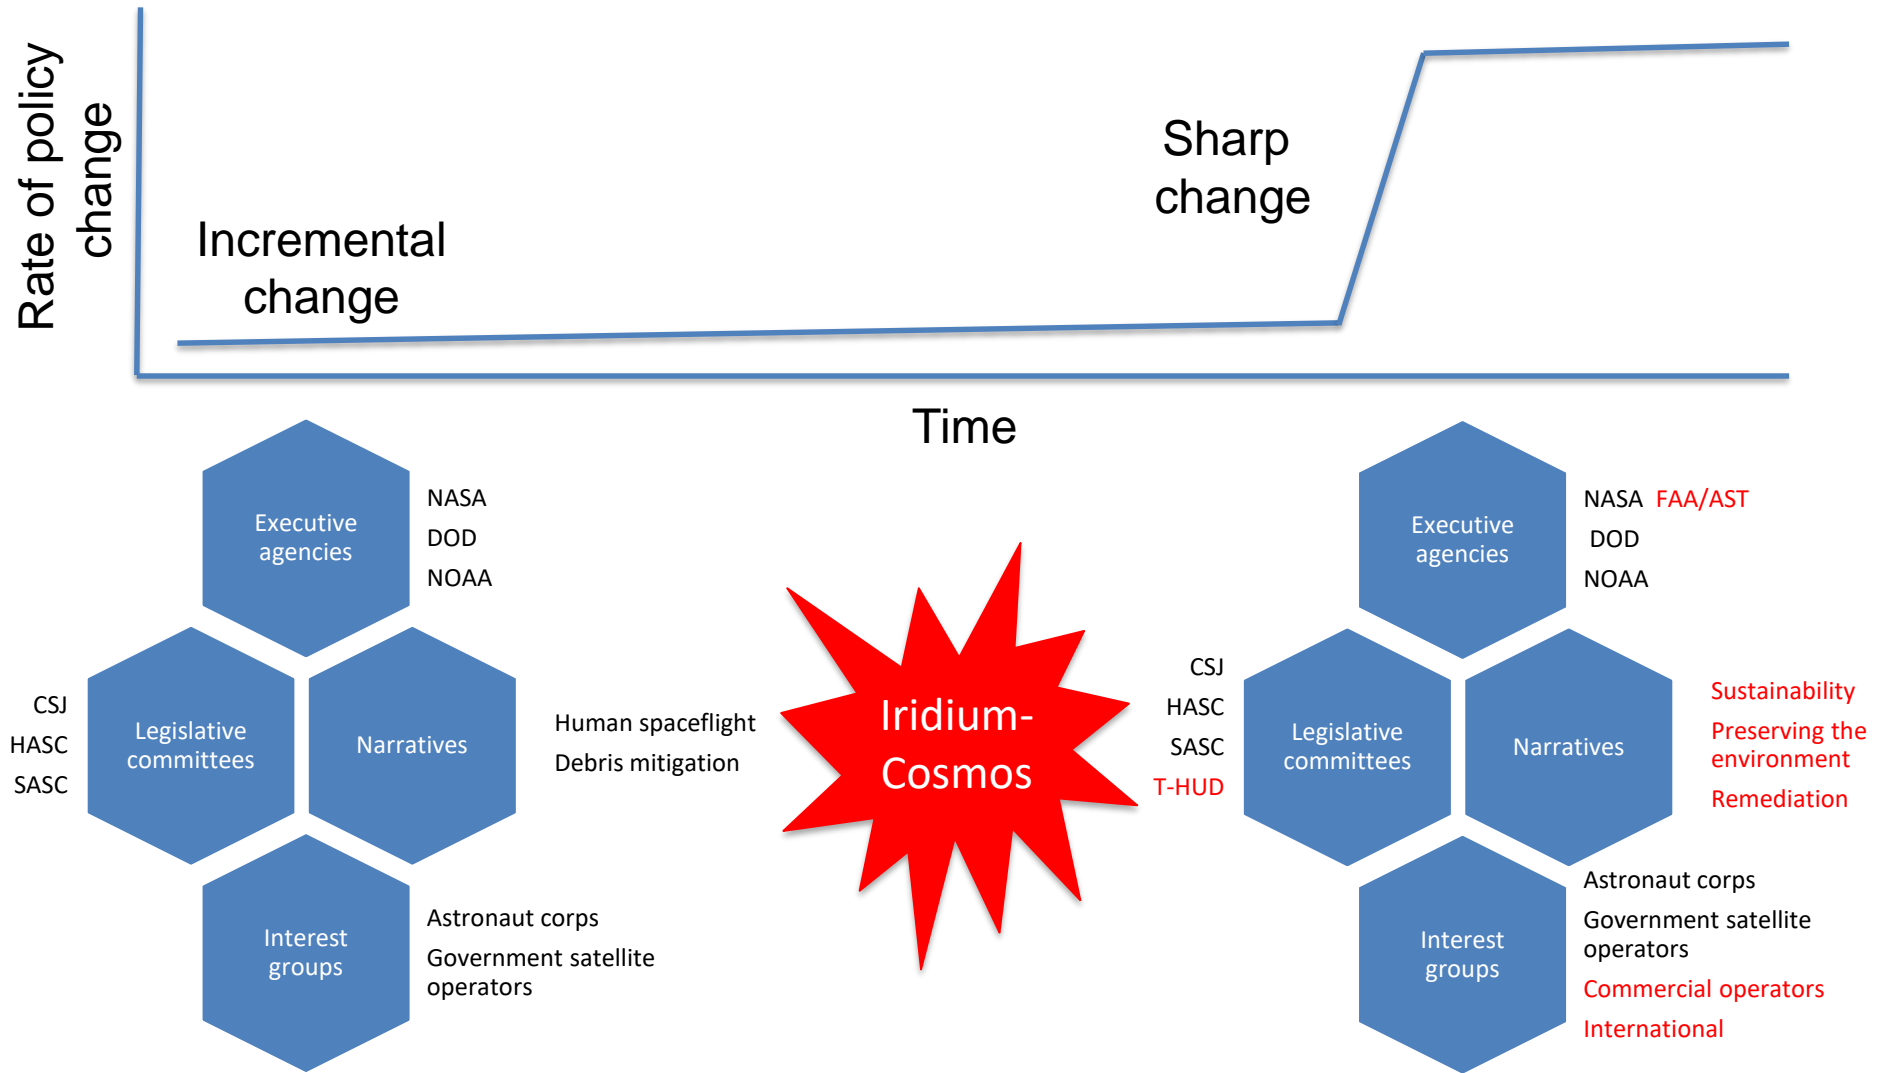 Rate of policy
change
Incremental
change
Sharp
change
Time
Executive
agencies
NASA
DOD
NOAA
CSJ
HASC
SASC
Legislative
committees
Narratives
Human spaceflight
Debris mitigation
Interest
groups
Astronaut corps
Government satellite
operators
Iridium-
Cosmos
Executive
agencies
NASA FAA/AST
DOD
NOAA
CSJ
HASC
SASC
T-HUD
Legislative
committees
Narratives
Sustainability
Preserving the
environment
Remediation
Interest
groups
Astronaut corps
Government satellite
operators
Commercial operators
International